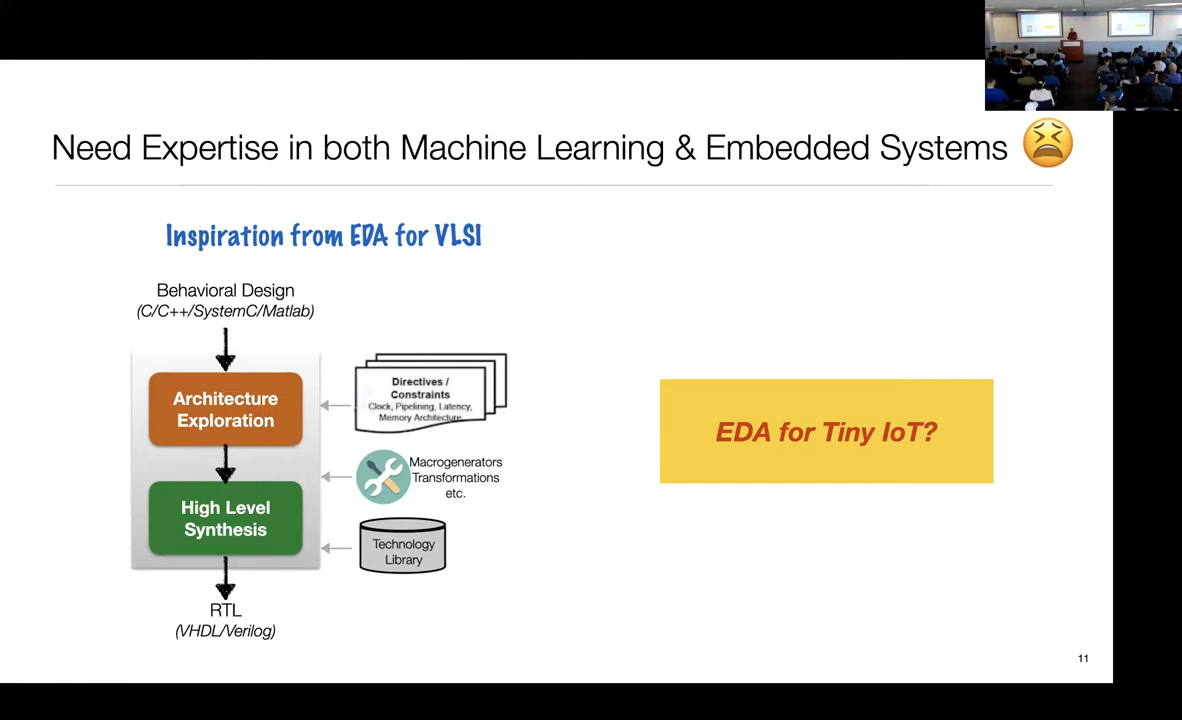 Need Expertise in both Machine Learning & Embedded Systems
Inspiration from EDA for VLSI
Behavioral Design
(C/C++/SystemC/Matlab)
Architecture
Exploration
High Level
Synthesis
RTL
(VHDL/Verilog)
Directives /
Constraints
Clock, Pipelining, Latency,
Memory Architecture
Macrogenerators
Transformations
etc.
Technology
Library
EDA for Tiny IoT?
11